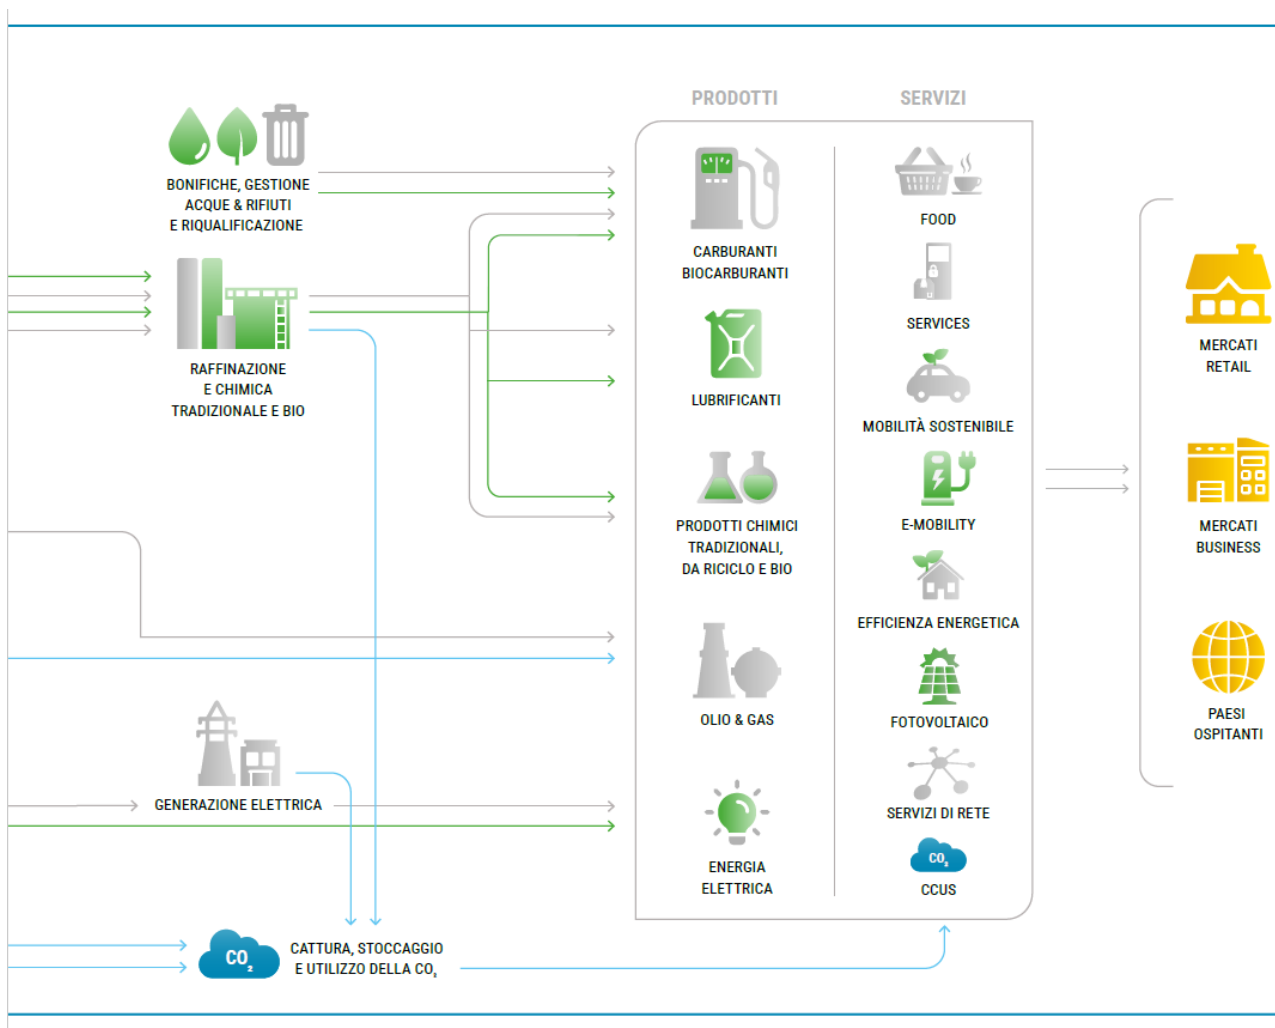 PRODOTTI
SERVIZI
BONIFICHE, GESTIONE
ACQUE & RIFIUTI
E RIQUALIFICAZIONE
RAFFINAZIONE
E CHIMICA
TRADIZIONALE E BIO
GENERAZIONE ELETTRICA
CO₂
CATTURA, STOCCAGGIO
E UTILIZZO DELLA CO₂
CARBURANTI
BIOCARBURANTI
LUBRIFICANTI
PRODOTTI CHIMICI
TRADIZIONALI,
DA RICICLO E BIO
OLIO & GAS
ENERGIA
ELETTRICA
FOOD
SERVICES
MOBILITÀ SOSTENIBILE
E-MOBILITY
EFFICIENZA ENERGETICA
FOTOVOLTAICO
SERVIZI DI RETE
CO₂
CCUS
MERCATI
RETAIL
MERCATI
BUSINESS
PAESI
OSPITANTI